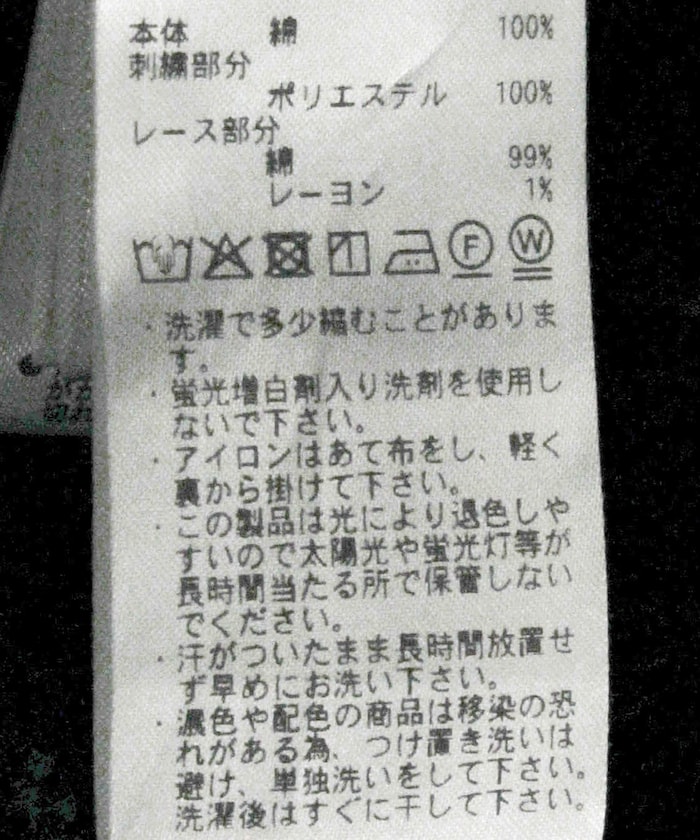 本体 綿 100%
刺繍部分
ポリエステル 100%
レース部分
綿 99%
レーヨン 1%
F W
・洗濯で多少縮むことがありま
す。
・蛍光増白剤入り洗剤を使用し
ないで下さい。
・アイロンはあて布をし、軽く
裏から掛けて下さい。
・この製品は光により退色しや
すいので太陽光や蛍光灯等が
長時間当たる所で保管しない
でください。
・汗がついたまま長時間放置せ
ず早めにお洗い下さい。
・濃色や配色の商品は移染の恐
れがある為、つけ置き洗いは
避け、単独洗いをして下さい。
洗濯後はすぐに干して下さい。